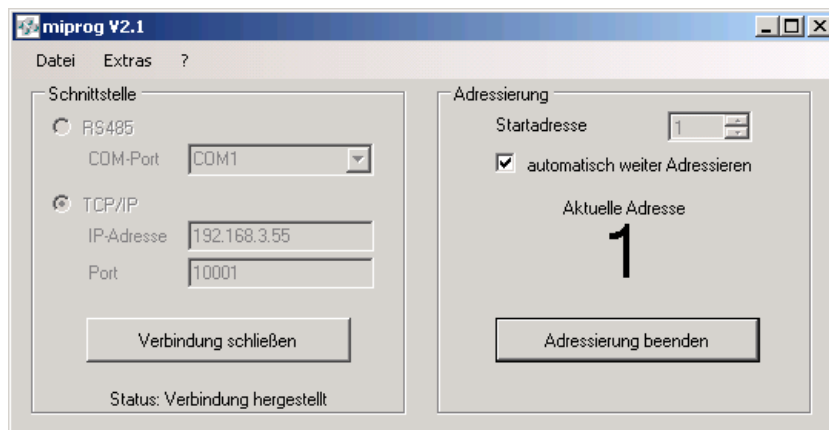 miprog V2.1
Datei Extras ?
Schnittstelle
RS485
COM-Port COM1
TCP/IP
IP-Adresse 192.168.3.55
Port 10001
Verbindung schließen
Status: Verbindung hergestellt
Adressierung
Startadresse 1
automatisch weiter Adressieren
Aktuelle Adresse
1
Adressierung beenden